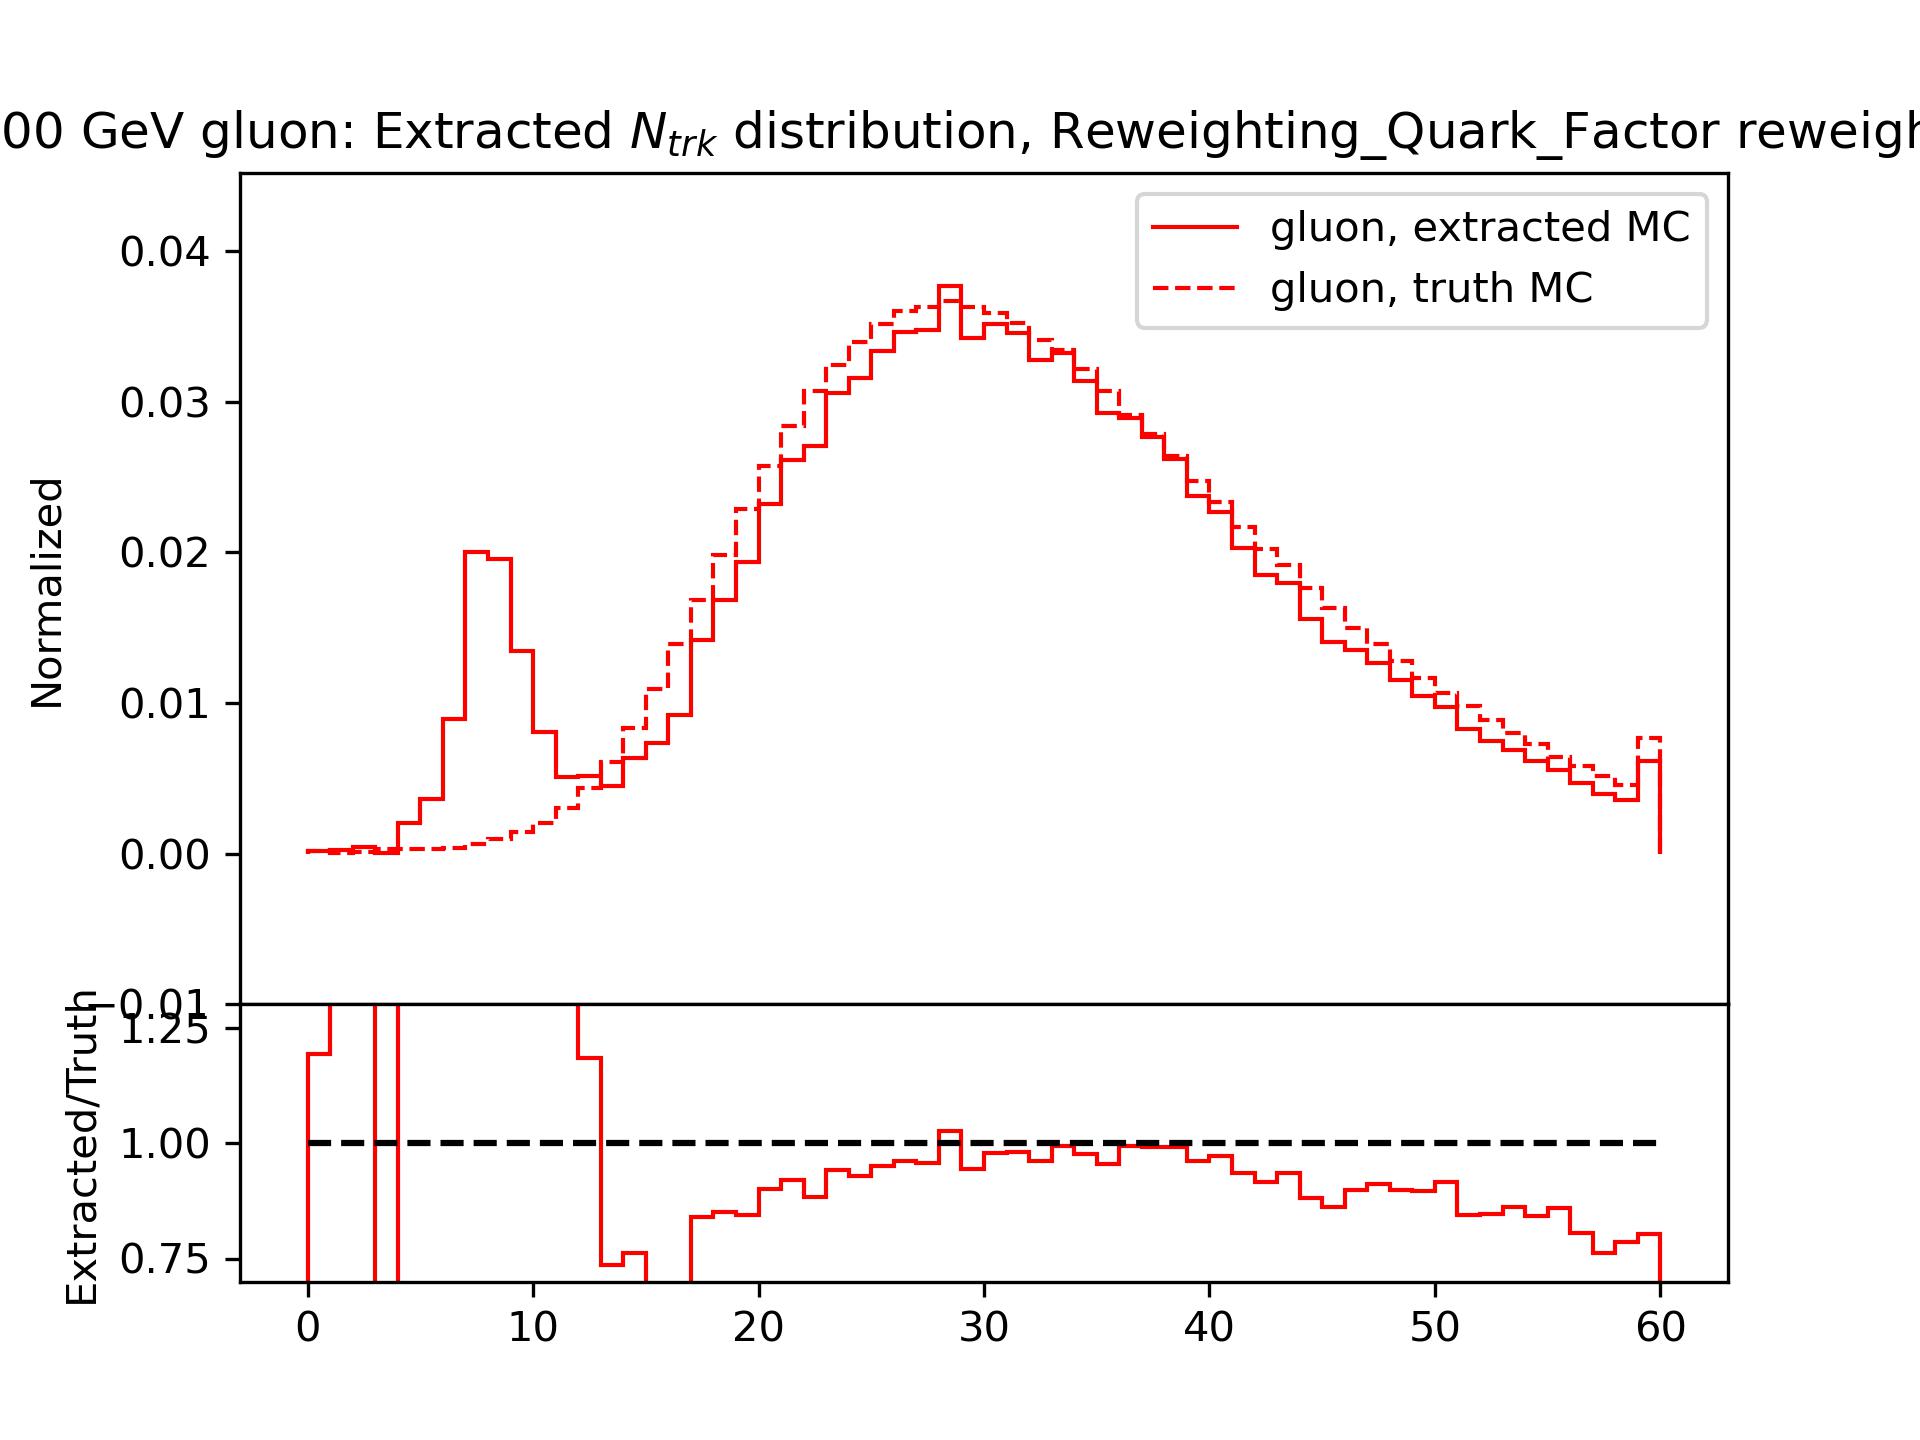 00 GeV gluon: Extracted N_trk distribution, Reweighting_Quark_Factor reweigh
gluon, extracted MC
gluon, truth MC
Normalized
0.04
0.03
0.02
0.01
0.00
−0.01
Extracted/Truth
1.25
1.00
0.75
0 10 20 30 40 50 60